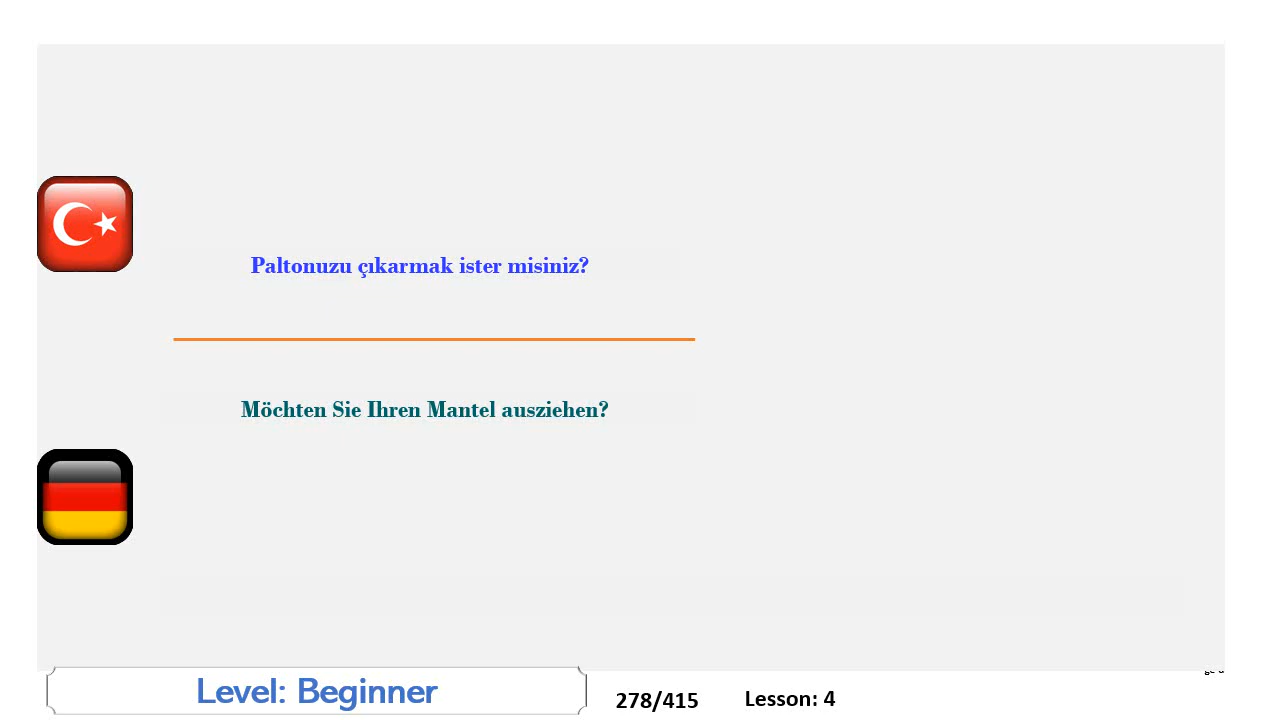 Paltonuzu çıkarmak ister misiniz?
Möchten Sie Ihren Mantel ausziehen?
Level: Beginner
278/415
Lesson: 4